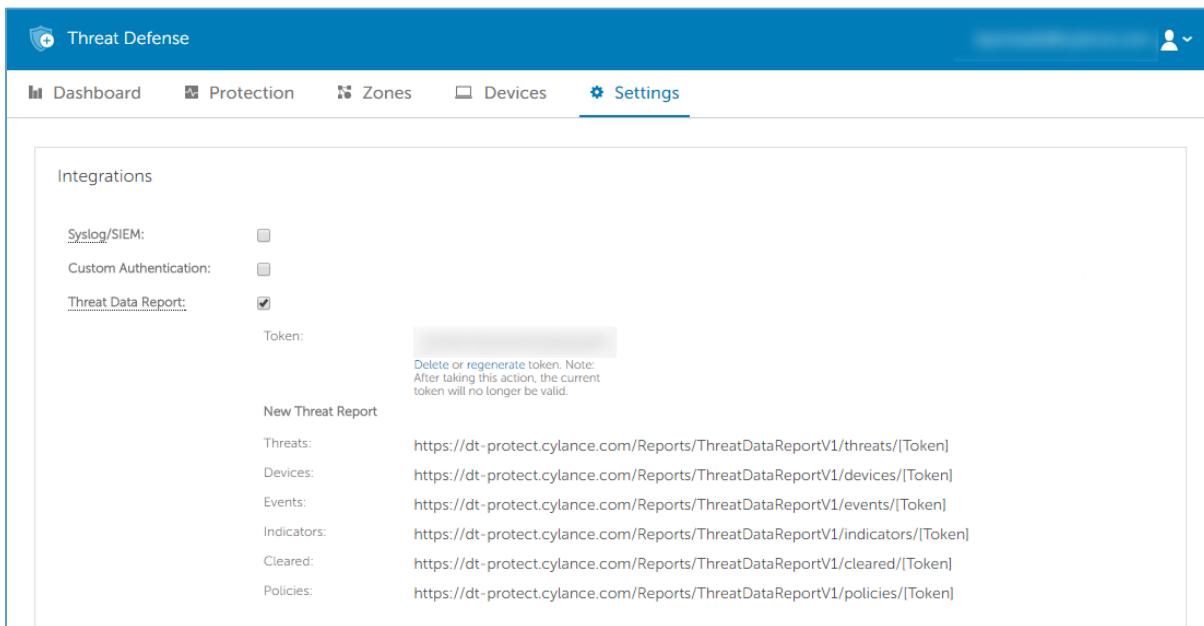 Threat Defense
Dashboard Protection Zones Devices Settings
Integrations
Syslog/SIEM:
Custom Authentication:
Threat Data Report:
Token:
Delete or regenerate token. Note:
After taking this action, the current
token will no longer be valid.
New Threat Report
Threats: https://dt-protect.cylance.com/Reports/ThreatDataReportV1/threats/[Token]
Devices: https://dt-protect.cylance.com/Reports/ThreatDataReportV1/devices/[Token]
Events: https://dt-protect.cylance.com/Reports/ThreatDataReportV1/events/[Token]
Indicators: https://dt-protect.cylance.com/Reports/ThreatDataReportV1/indicators/[Token]
Cleared: https://dt-protect.cylance.com/Reports/ThreatDataReportV1/cleared/[Token]
Policies: https://dt-protect.cylance.com/Reports/ThreatDataReportV1/policies/[Token]